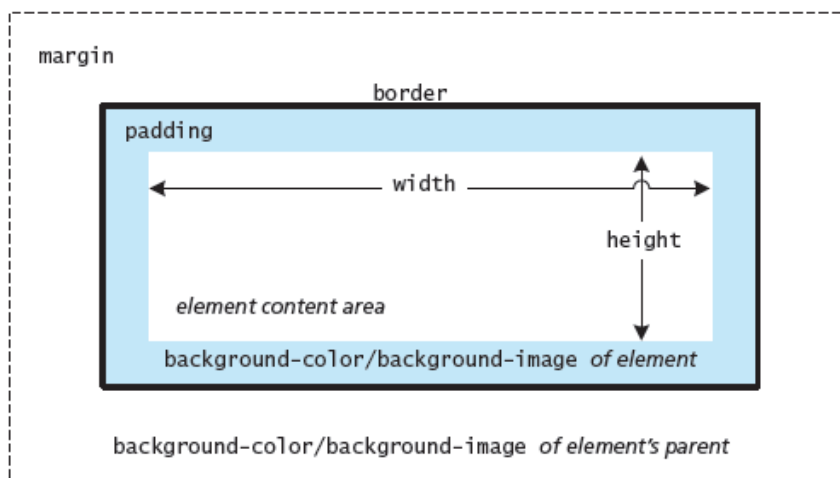 margin
border
padding
width
height
element content area
background-color/background-image of element
background-color/background-image of element's parent